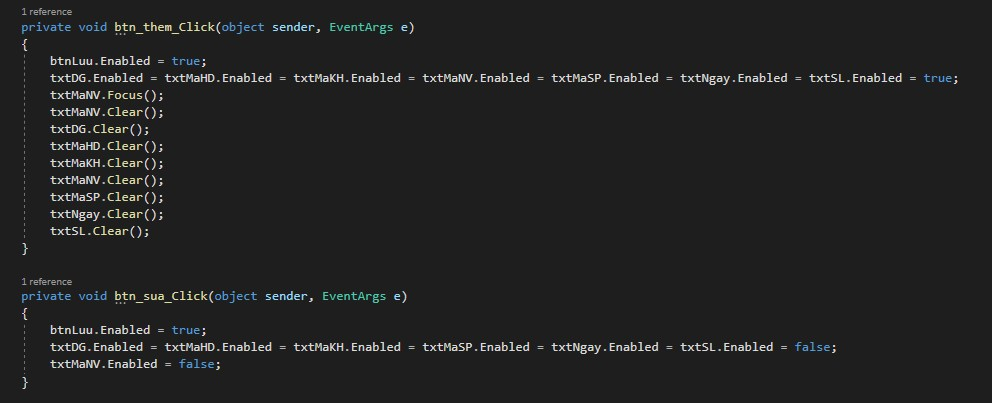 1 reference
private void btn_them_Click(object sender, EventArgs e)
{
btnLuu.Enabled = true;
txtDG.Enabled = txtMaHD.Enabled = txtMaKH.Enabled = txtMaNV.Enabled = txtMaSP.Enabled = txtNgay.Enabled = txtSL.Enabled = true;
txtMaNV.Focus();
txtMaNV.Clear();
txtDG.Clear();
txtMaHD.Clear();
txtMaKH.Clear();
txtMaNV.Clear();
txtMaSP.Clear();
txtNgay.Clear();
txtSL.Clear();
}
1 reference
private void btn_sua_Click(object sender, EventArgs e)
{
btnLuu.Enabled = true;
txtDG.Enabled = txtMaHD.Enabled = txtMaKH.Enabled = txtMaSP.Enabled = txtNgay.Enabled = txtSL.Enabled = false;
txtMaNV.Enabled = false;
}